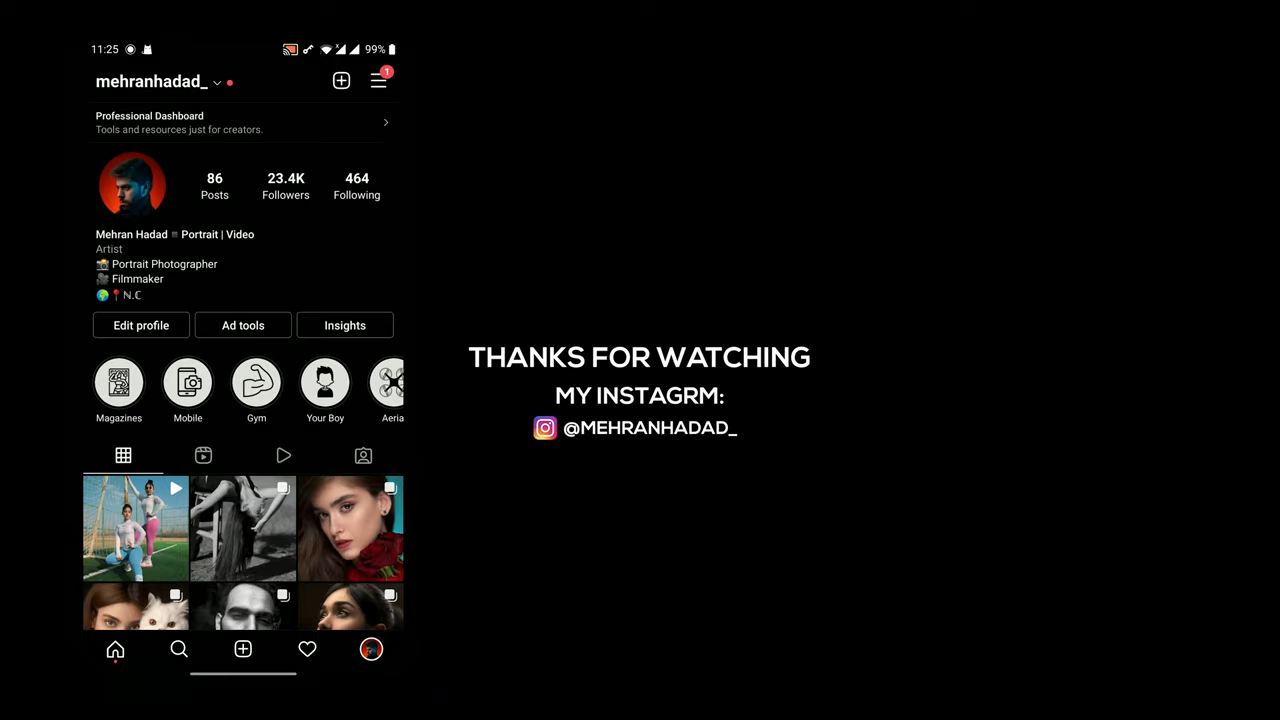 11:25
99%
mehranhadad_
1
Professional Dashboard
Tools and resources just for creators.
86
23.4K
464
Posts
Followers
Following
Mehran Hadad ◾ Portrait | Video
Artist
📸 Portrait Photographer
🎥 Filmmaker
🌍📍ℕ.ℂ
Edit profile
Ad tools
Insights
Magazines
Mobile
Gym
Your Boy
Aeria
THANKS FOR WATCHING
MY INSTAGRM:
@MEHRANHADAD_